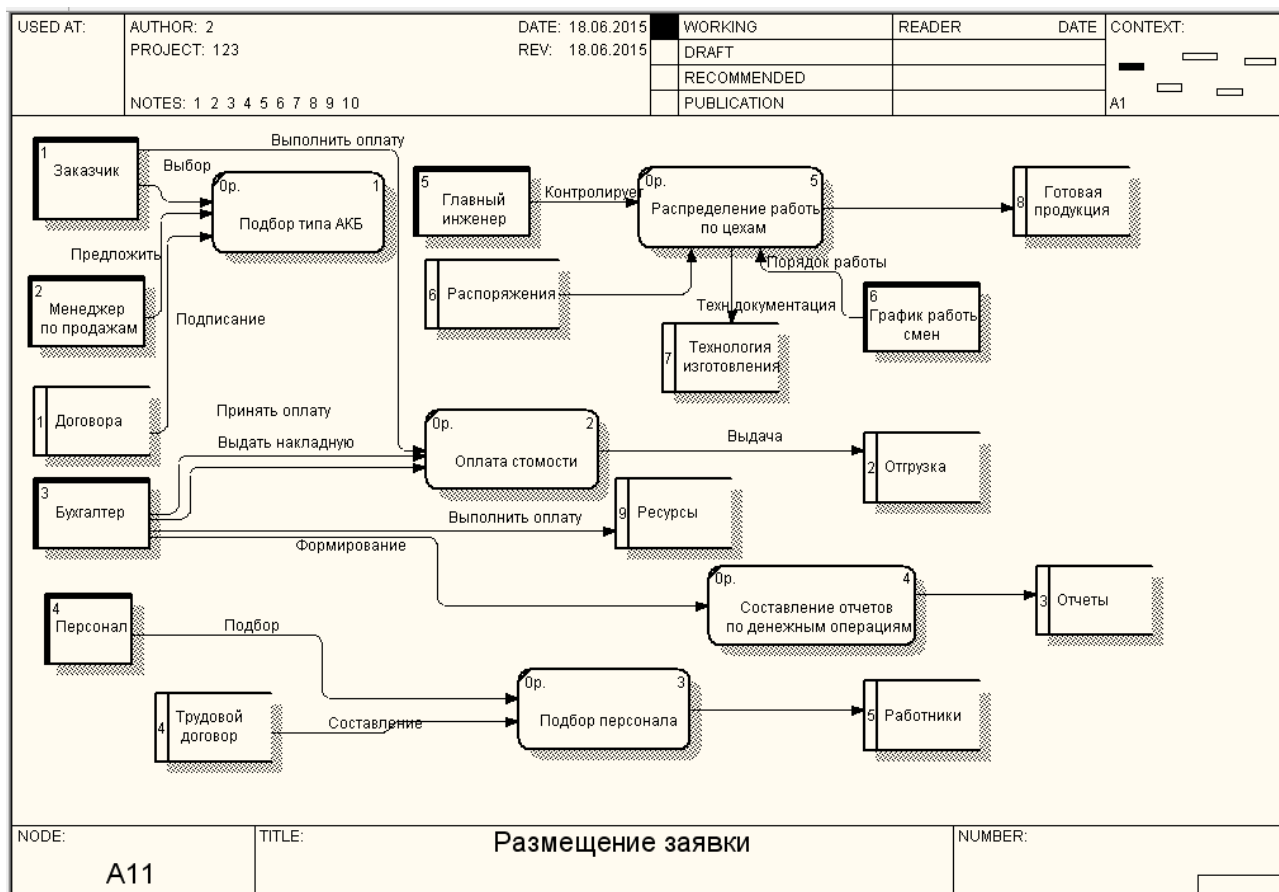 USED AT:
AUTHOR: 2
DATE: 18.06.2015
PROJECT: 123
REV: 18.06.2015
NOTES: 1 2 3 4 5 6 7 8 9 10
WORKING
DRAFT
RECOMMENDED
PUBLICATION
READER
DATE
CONTEXT:
A1
1
Заказчик
Выполнить оплату
Выбор
0р.
1
Подбор типа АКБ
Предложить
2
Менеджер
по продажам
Подписание
1
Договора
5
Главный
инженер
Контролирует
0р.
5
Распределение работь
по цехам
8
Готовая
продукция
6
Распоряжения
Порядок работы
Техн документация
6
График работь
смен
7
Технология
изготовления
Принять оплату
Выдать накладную
0р.
2
Оплата стомости
Выдача
2
Отгрузка
3
Бухгалтер
Выполнить оплату
9
Ресурсы
Формирование
0р.
4
Составление отчетов
по денежным операциям
3
Отчеты
4
Персонал
Подбор
0р.
3
Подбор персонала
4
Трудовой
договор
Составление
5
Работники
NODE:
A11
TITLE:
Размещение заявки
NUMBER: